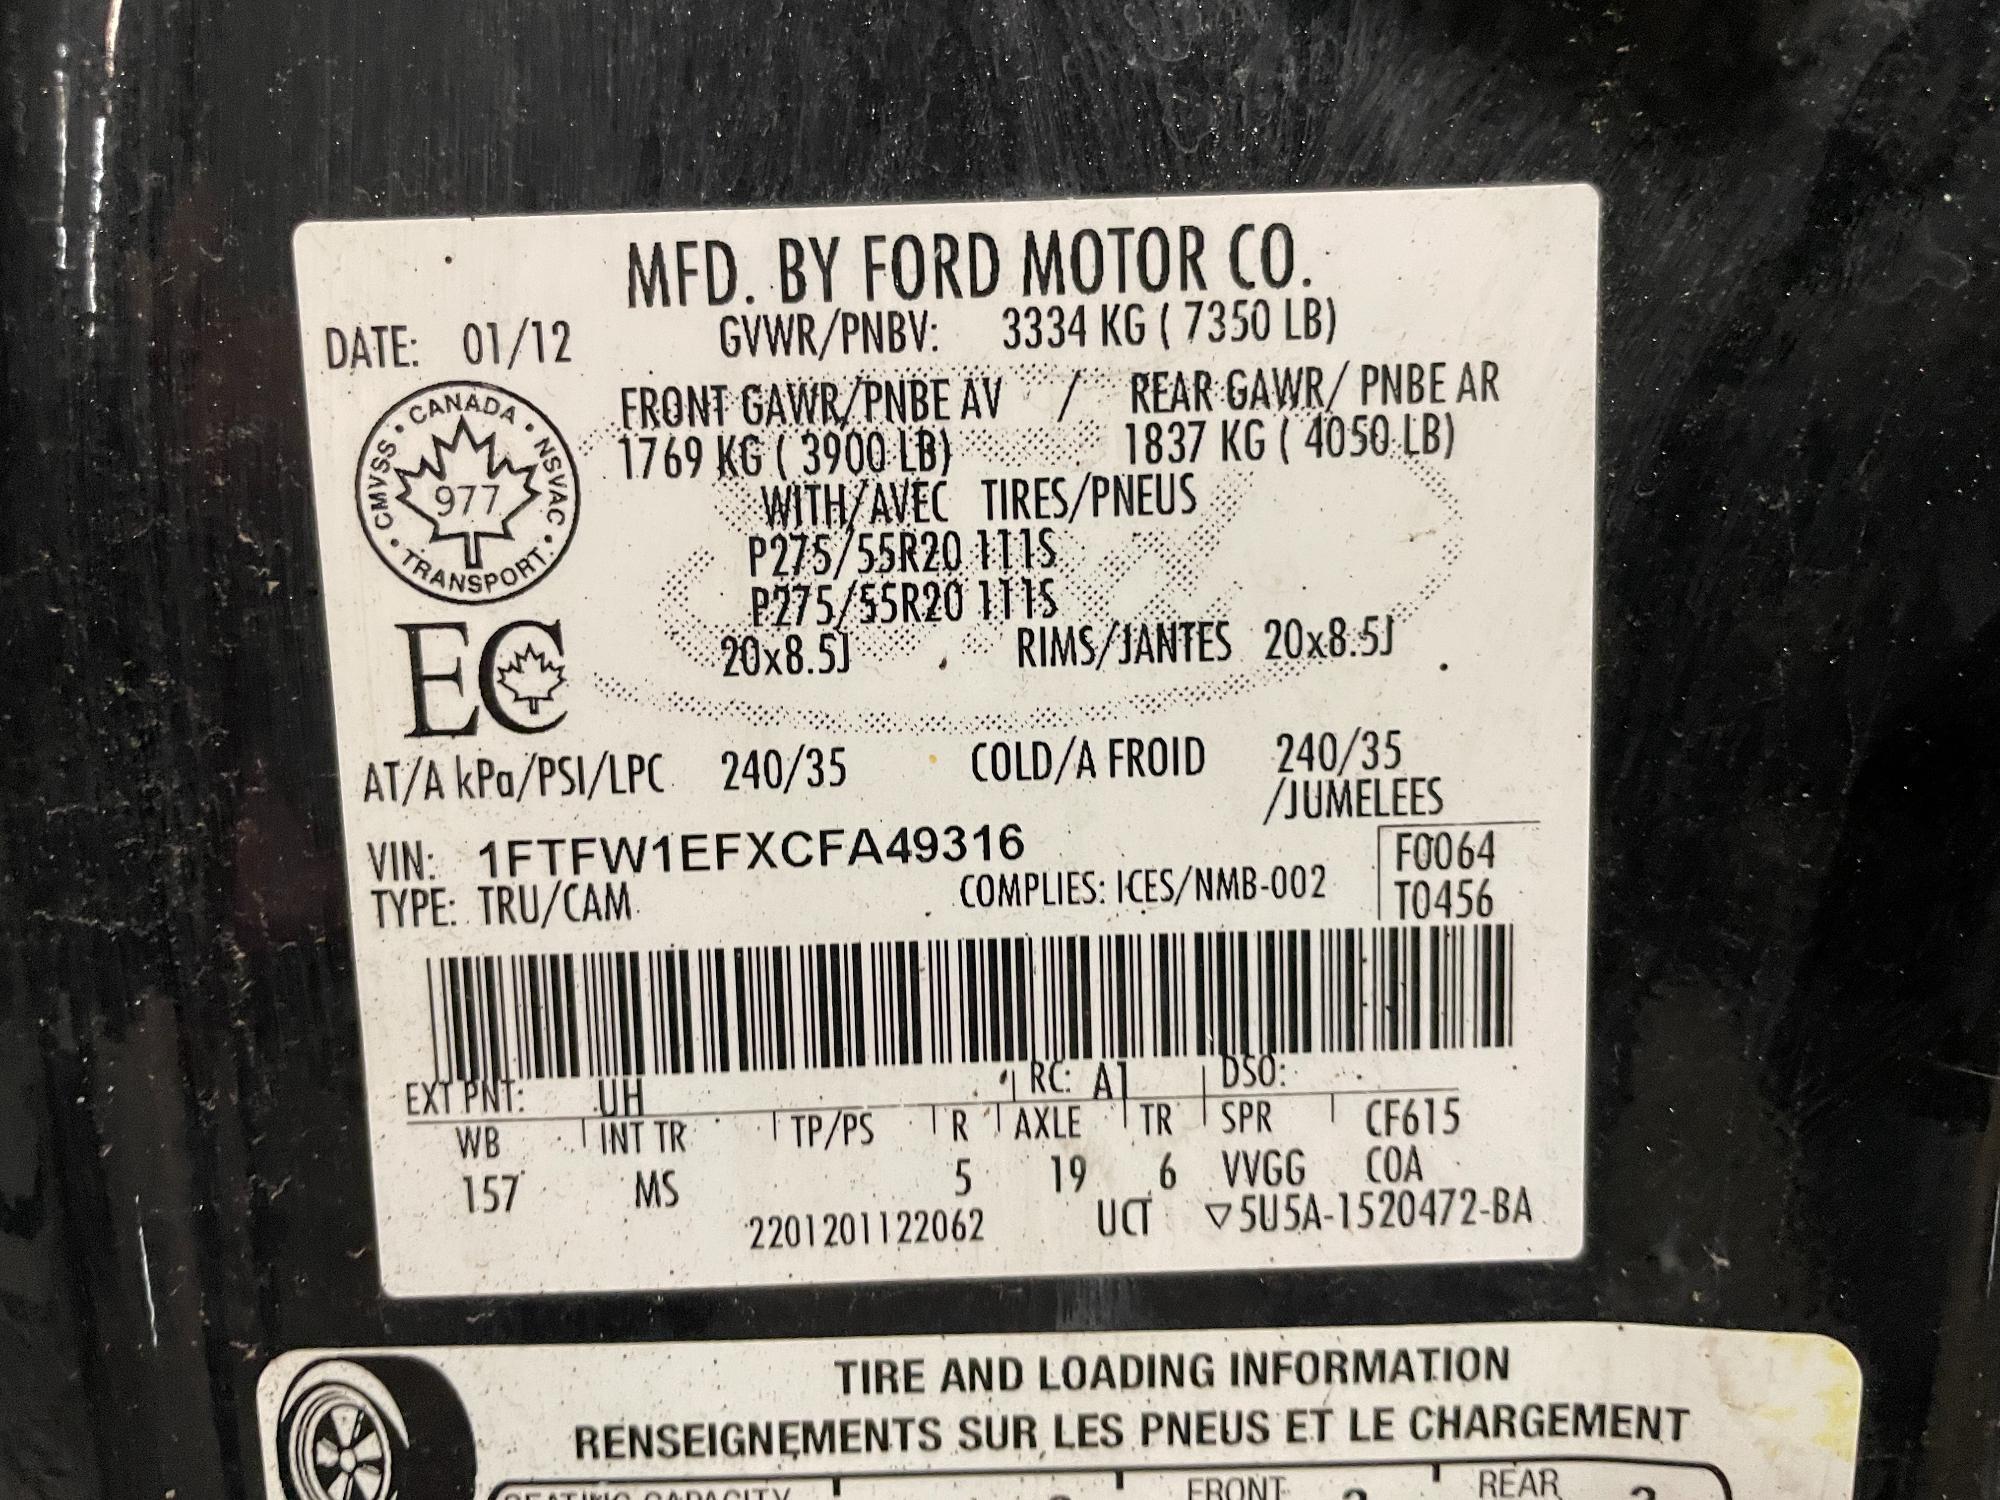 MFD. BY FORD MOTOR CO.
DATE: 01/12 GVWR/PNBV: 3334 KG ( 7350 LB)
FRONT GAWR/PNBE AV / REAR GAWR/ PNBE AR
1769 KG ( 3900 LB) 1837 KG ( 4050 LB)
WITH/AVEC TIRES/PNEUS
P275/55R20 111S
P275/55R20 111S
20x8.5J RIMS/JANTES 20x8.5J
CANADA • NSVAC • TRANSPORT • CMVSS •
977
EC
AT/A kPa/PSI/LPC 240/35 COLD/A FROID 240/35
/JUMELEES
VIN: 1FTFW1EFXCFA49316 F0064
TYPE: TRU/CAM COMPLIES: ICES/NMB-002 T0456
EXT PNT: UH RC: A1 DSO:
WB INT TR TP/PS R AXLE TR SPR CF615
157 MS 5 19 6 VVGG COA
2201201122062 UCT ▽5U5A-1520472-BA
TIRE AND LOADING INFORMATION
RENSEIGNEMENTS SUR LES PNEUS ET LE CHARGEMENT
SEATING CAPACITY FRONT REAR